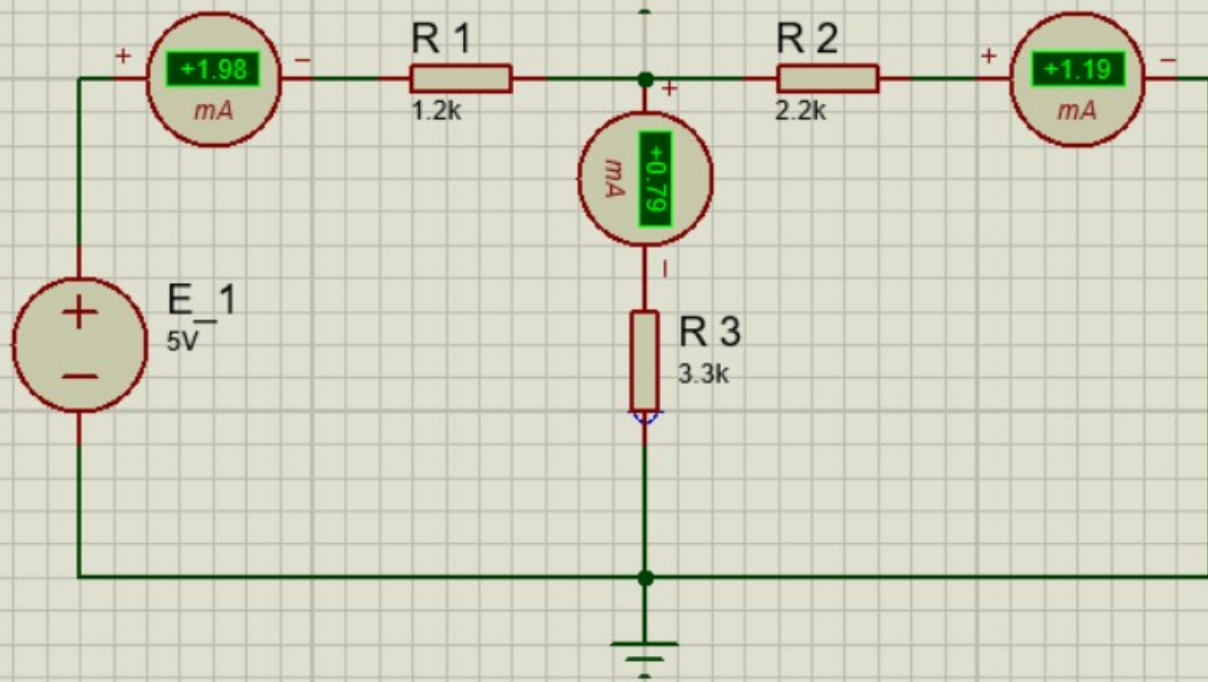 +1.98
mA
R 1
1.2k
R 2
2.2k
+1.19
mA
+0.79
mA
E_1
5V
R 3
3.3k